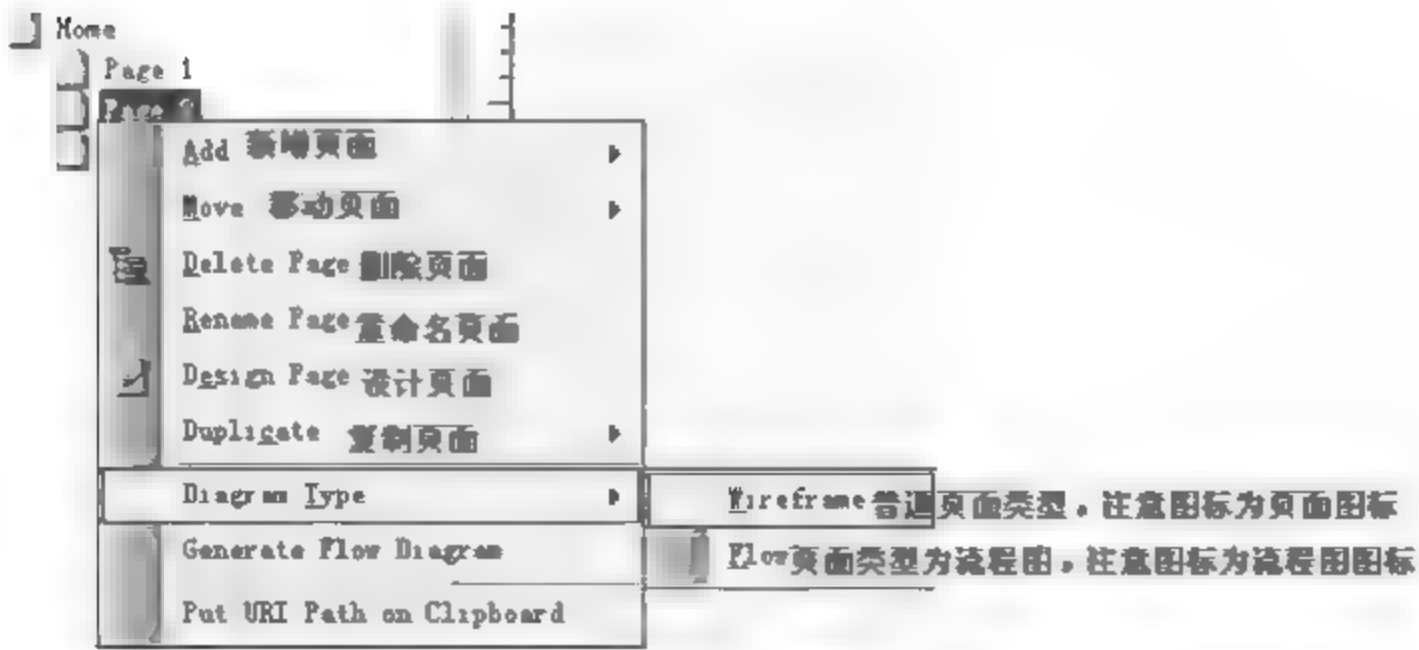 Home
Page 1
Page 2
Add 新增页面
Move 移动页面
Delete Page 删除页面
Rename Page 重命名页面
Design Page 设计页面
Duplicate 复制页面
Diagram Type
Wireframe 普通页面类型，注意图标为页面图标
Generate Flow Diagram
Flow 页面类型为流程图，注意图标为流程图图标
Put URI Path on Clipboard